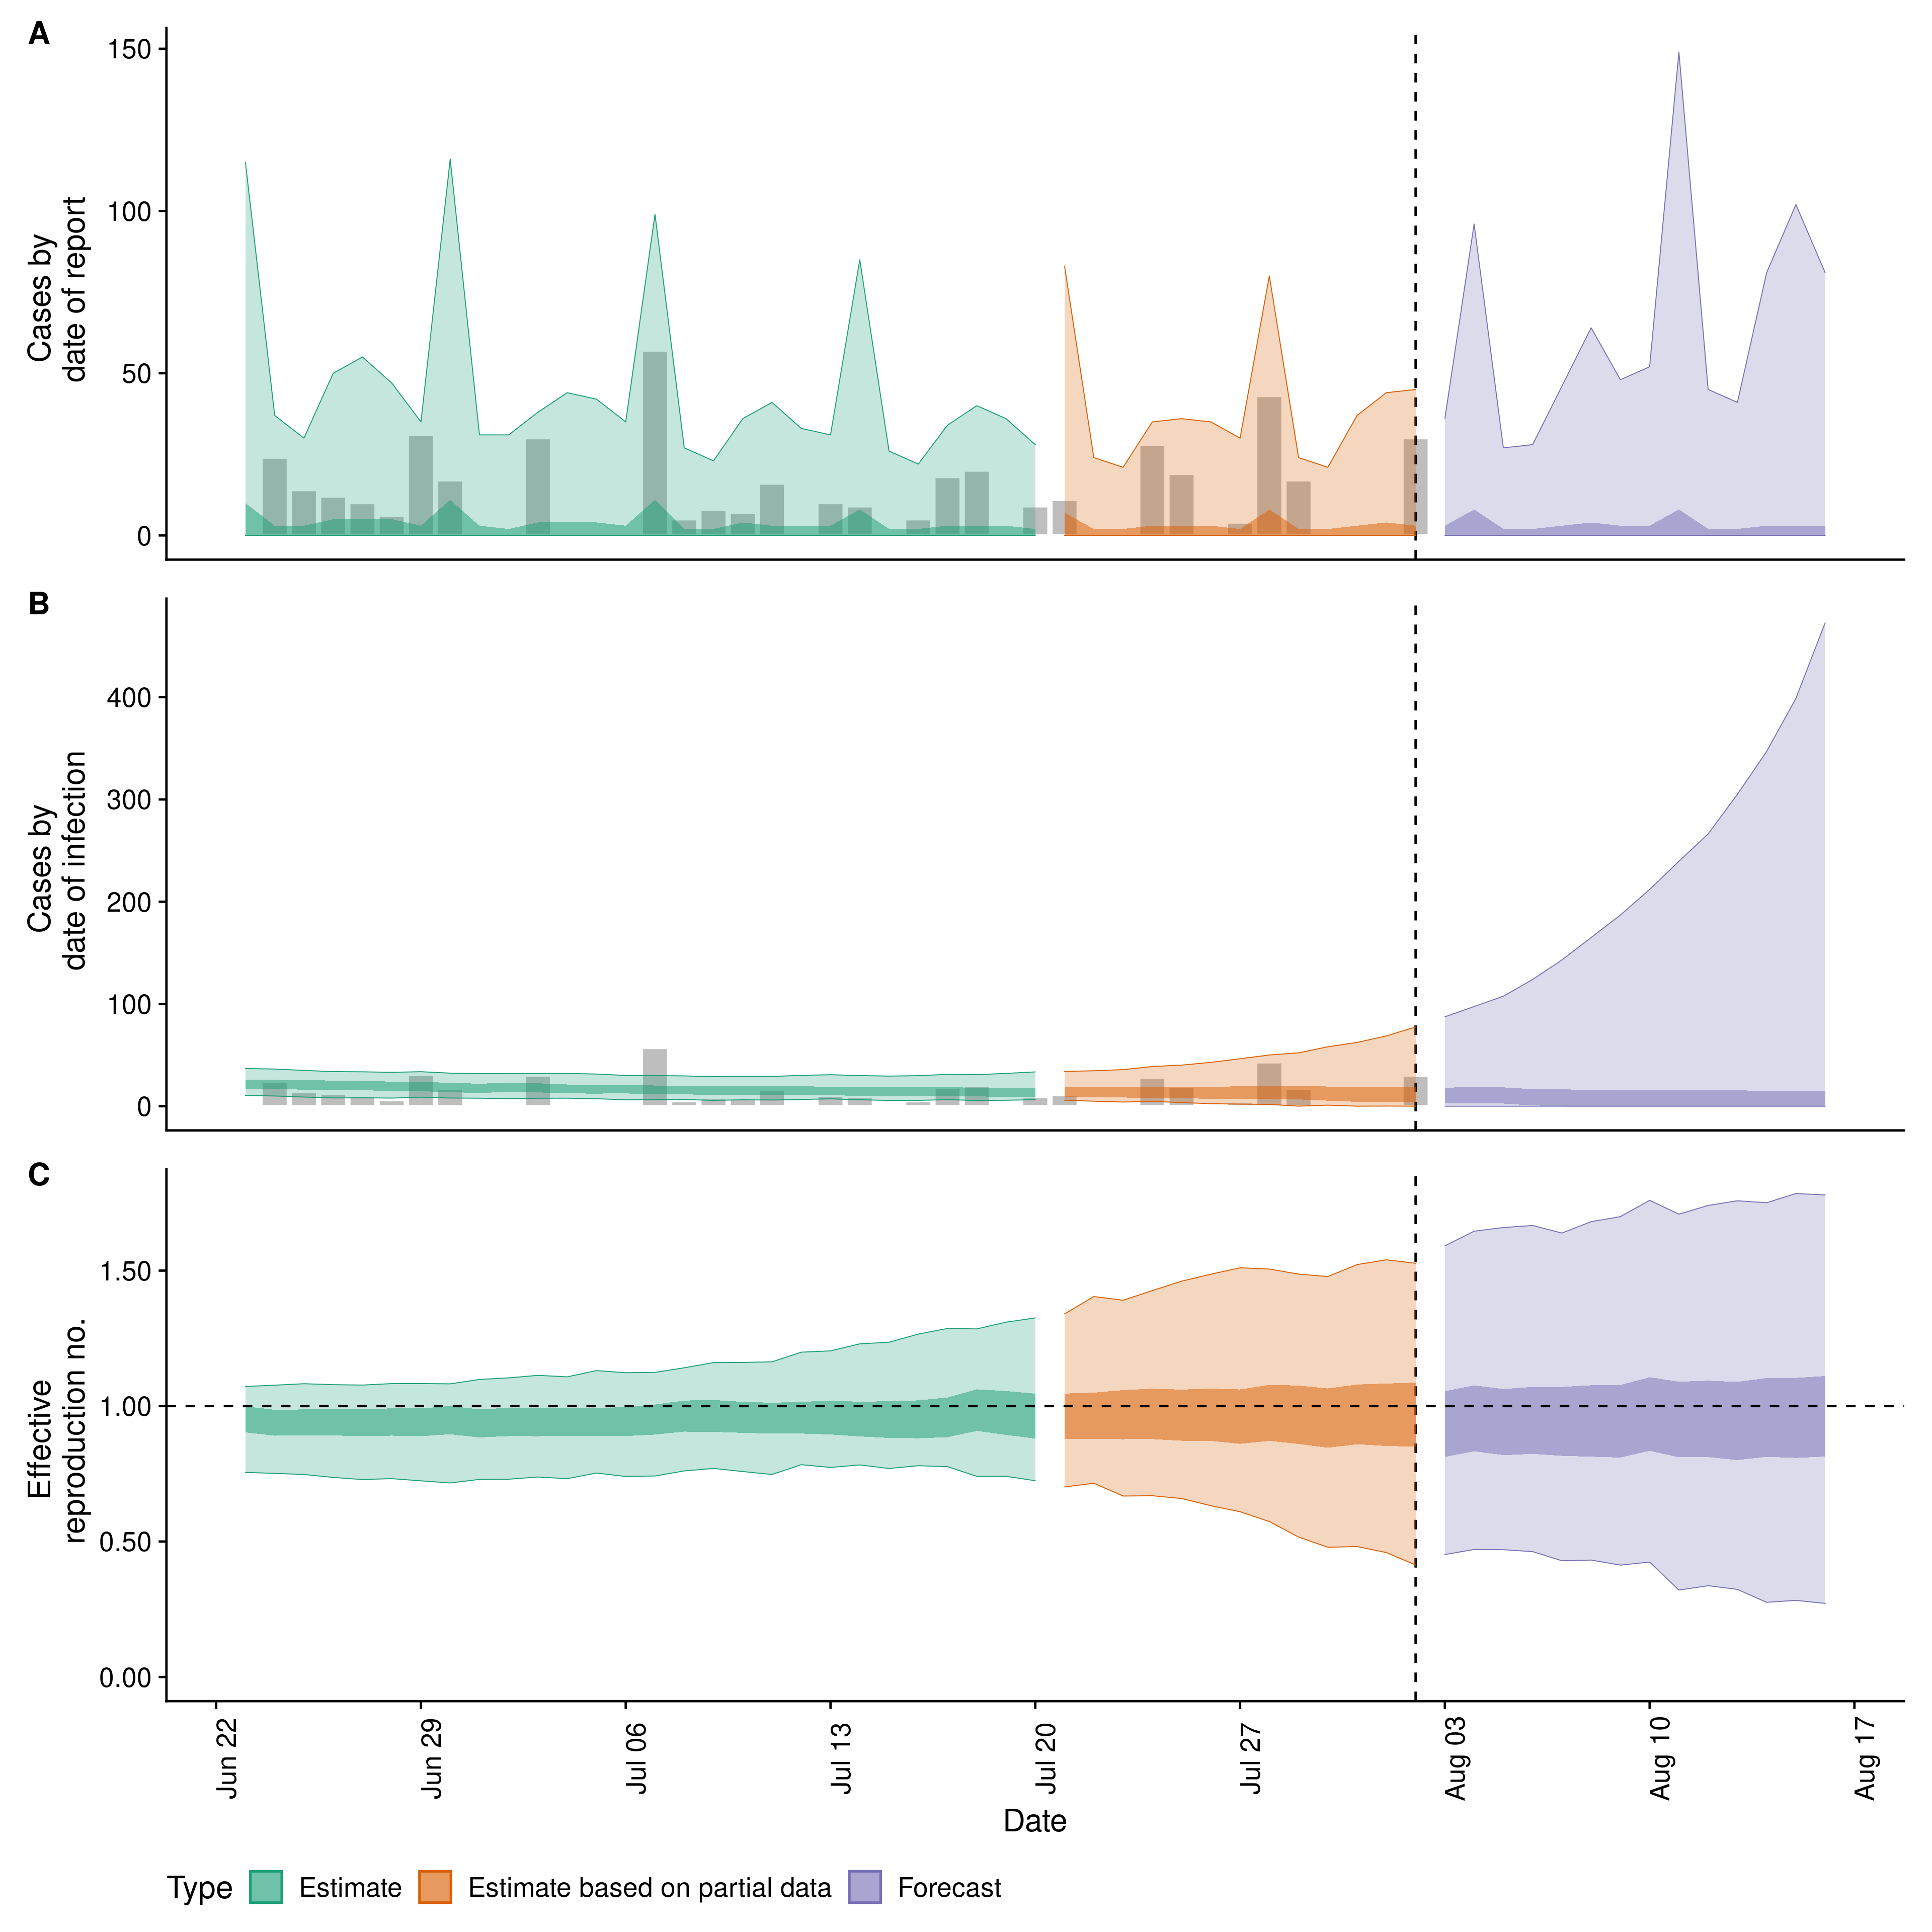 A
150
100
50
0
Cases by
date of report
B
400
300
200
100
0
Cases by
date of infection
C
1.50
1.00
0.50
0.00
Effective
reproduction no.
Jun 22
Jun 29
Jul 06
Jul 13
Jul 20
Jul 27
Aug 03
Aug 10
Aug 17
Date
Type Estimate Estimate based on partial data Forecast